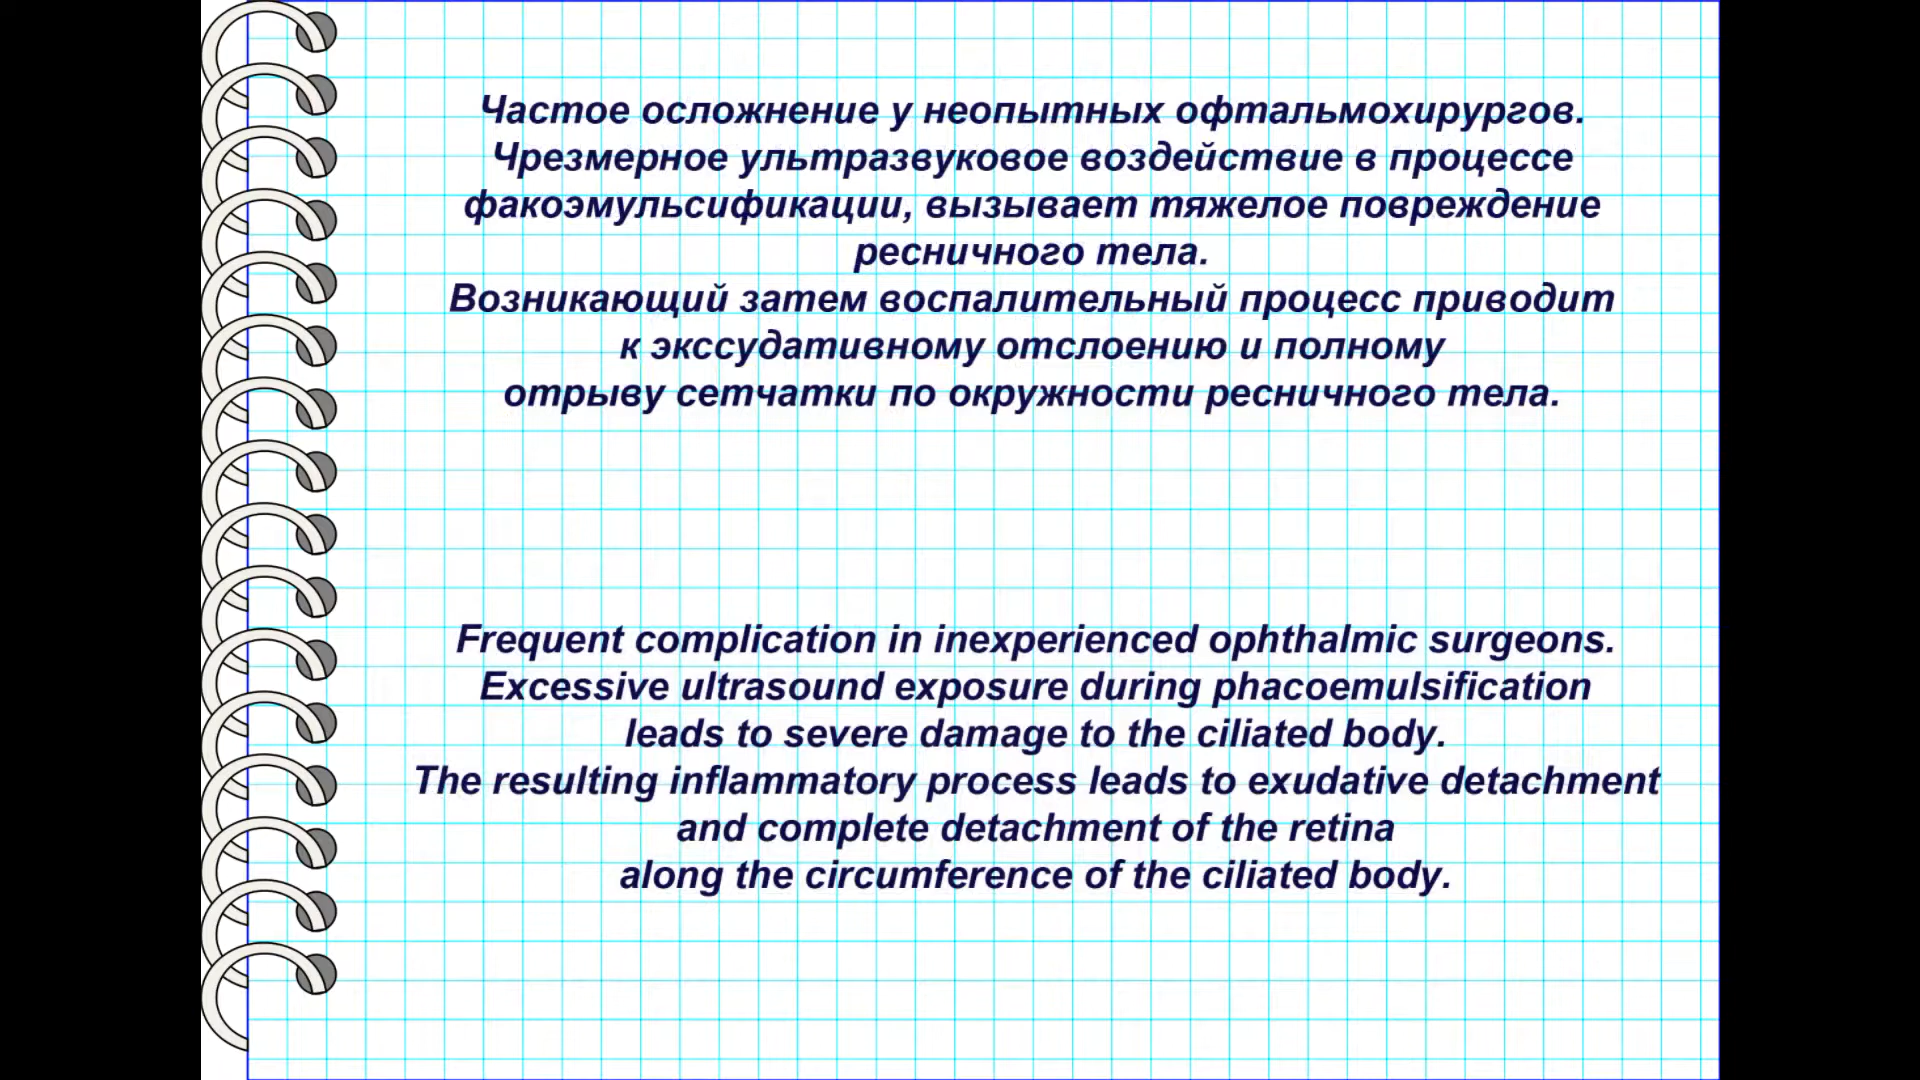 Частое осложнение у неопытных офтальмохирургов.
Чрезмерное ультразвуковое воздействие в процессе
факоэмульсификации, вызывает тяжелое повреждение
ресничного тела.
Возникающий затем воспалительный процесс приводит
к экссудативному отслоению и полному
отрыву сетчатки по окружности ресничного тела.
Frequent complication in inexperienced ophthalmic surgeons.
Excessive ultrasound exposure during phacoemulsification
leads to severe damage to the ciliated body.
The resulting inflammatory process leads to exudative detachment
and complete detachment of the retina
along the circumference of the ciliated body.